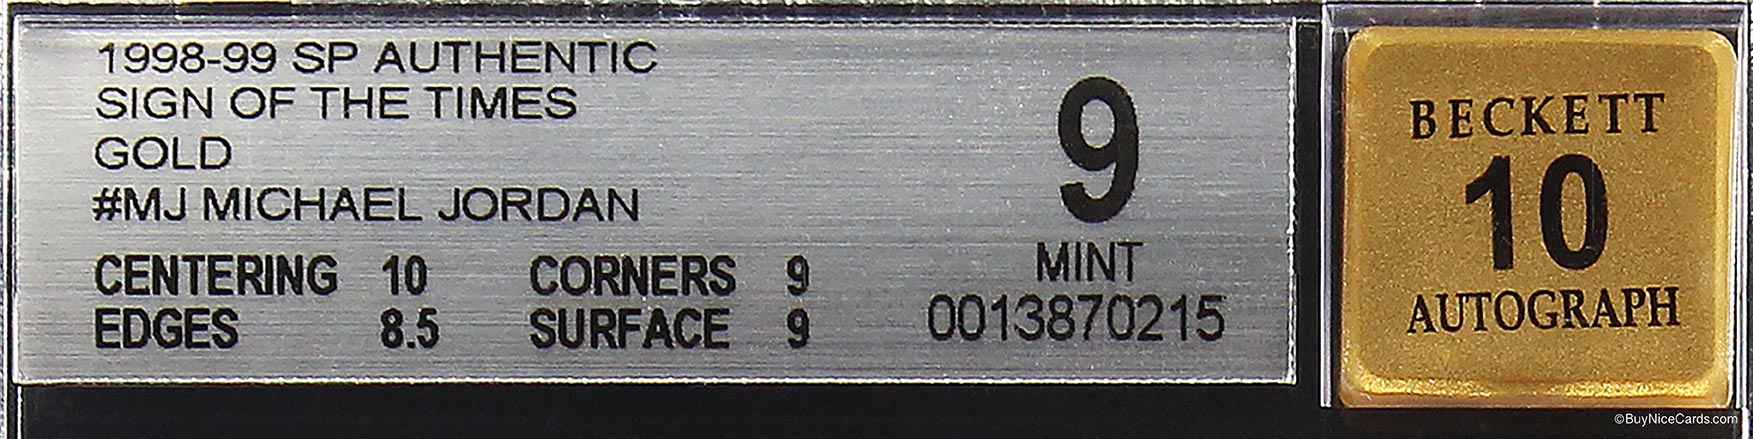 1998-99 SP AUTHENTIC
SIGN OF THE TIMES
GOLD
#MJ MICHAEL JORDAN
CENTERING 10 CORNERS 9
EDGES 8.5 SURFACE 9
9
MINT
0013870215
BECKETT
10
AUTOGRAPH
©BuyNiceCards.com